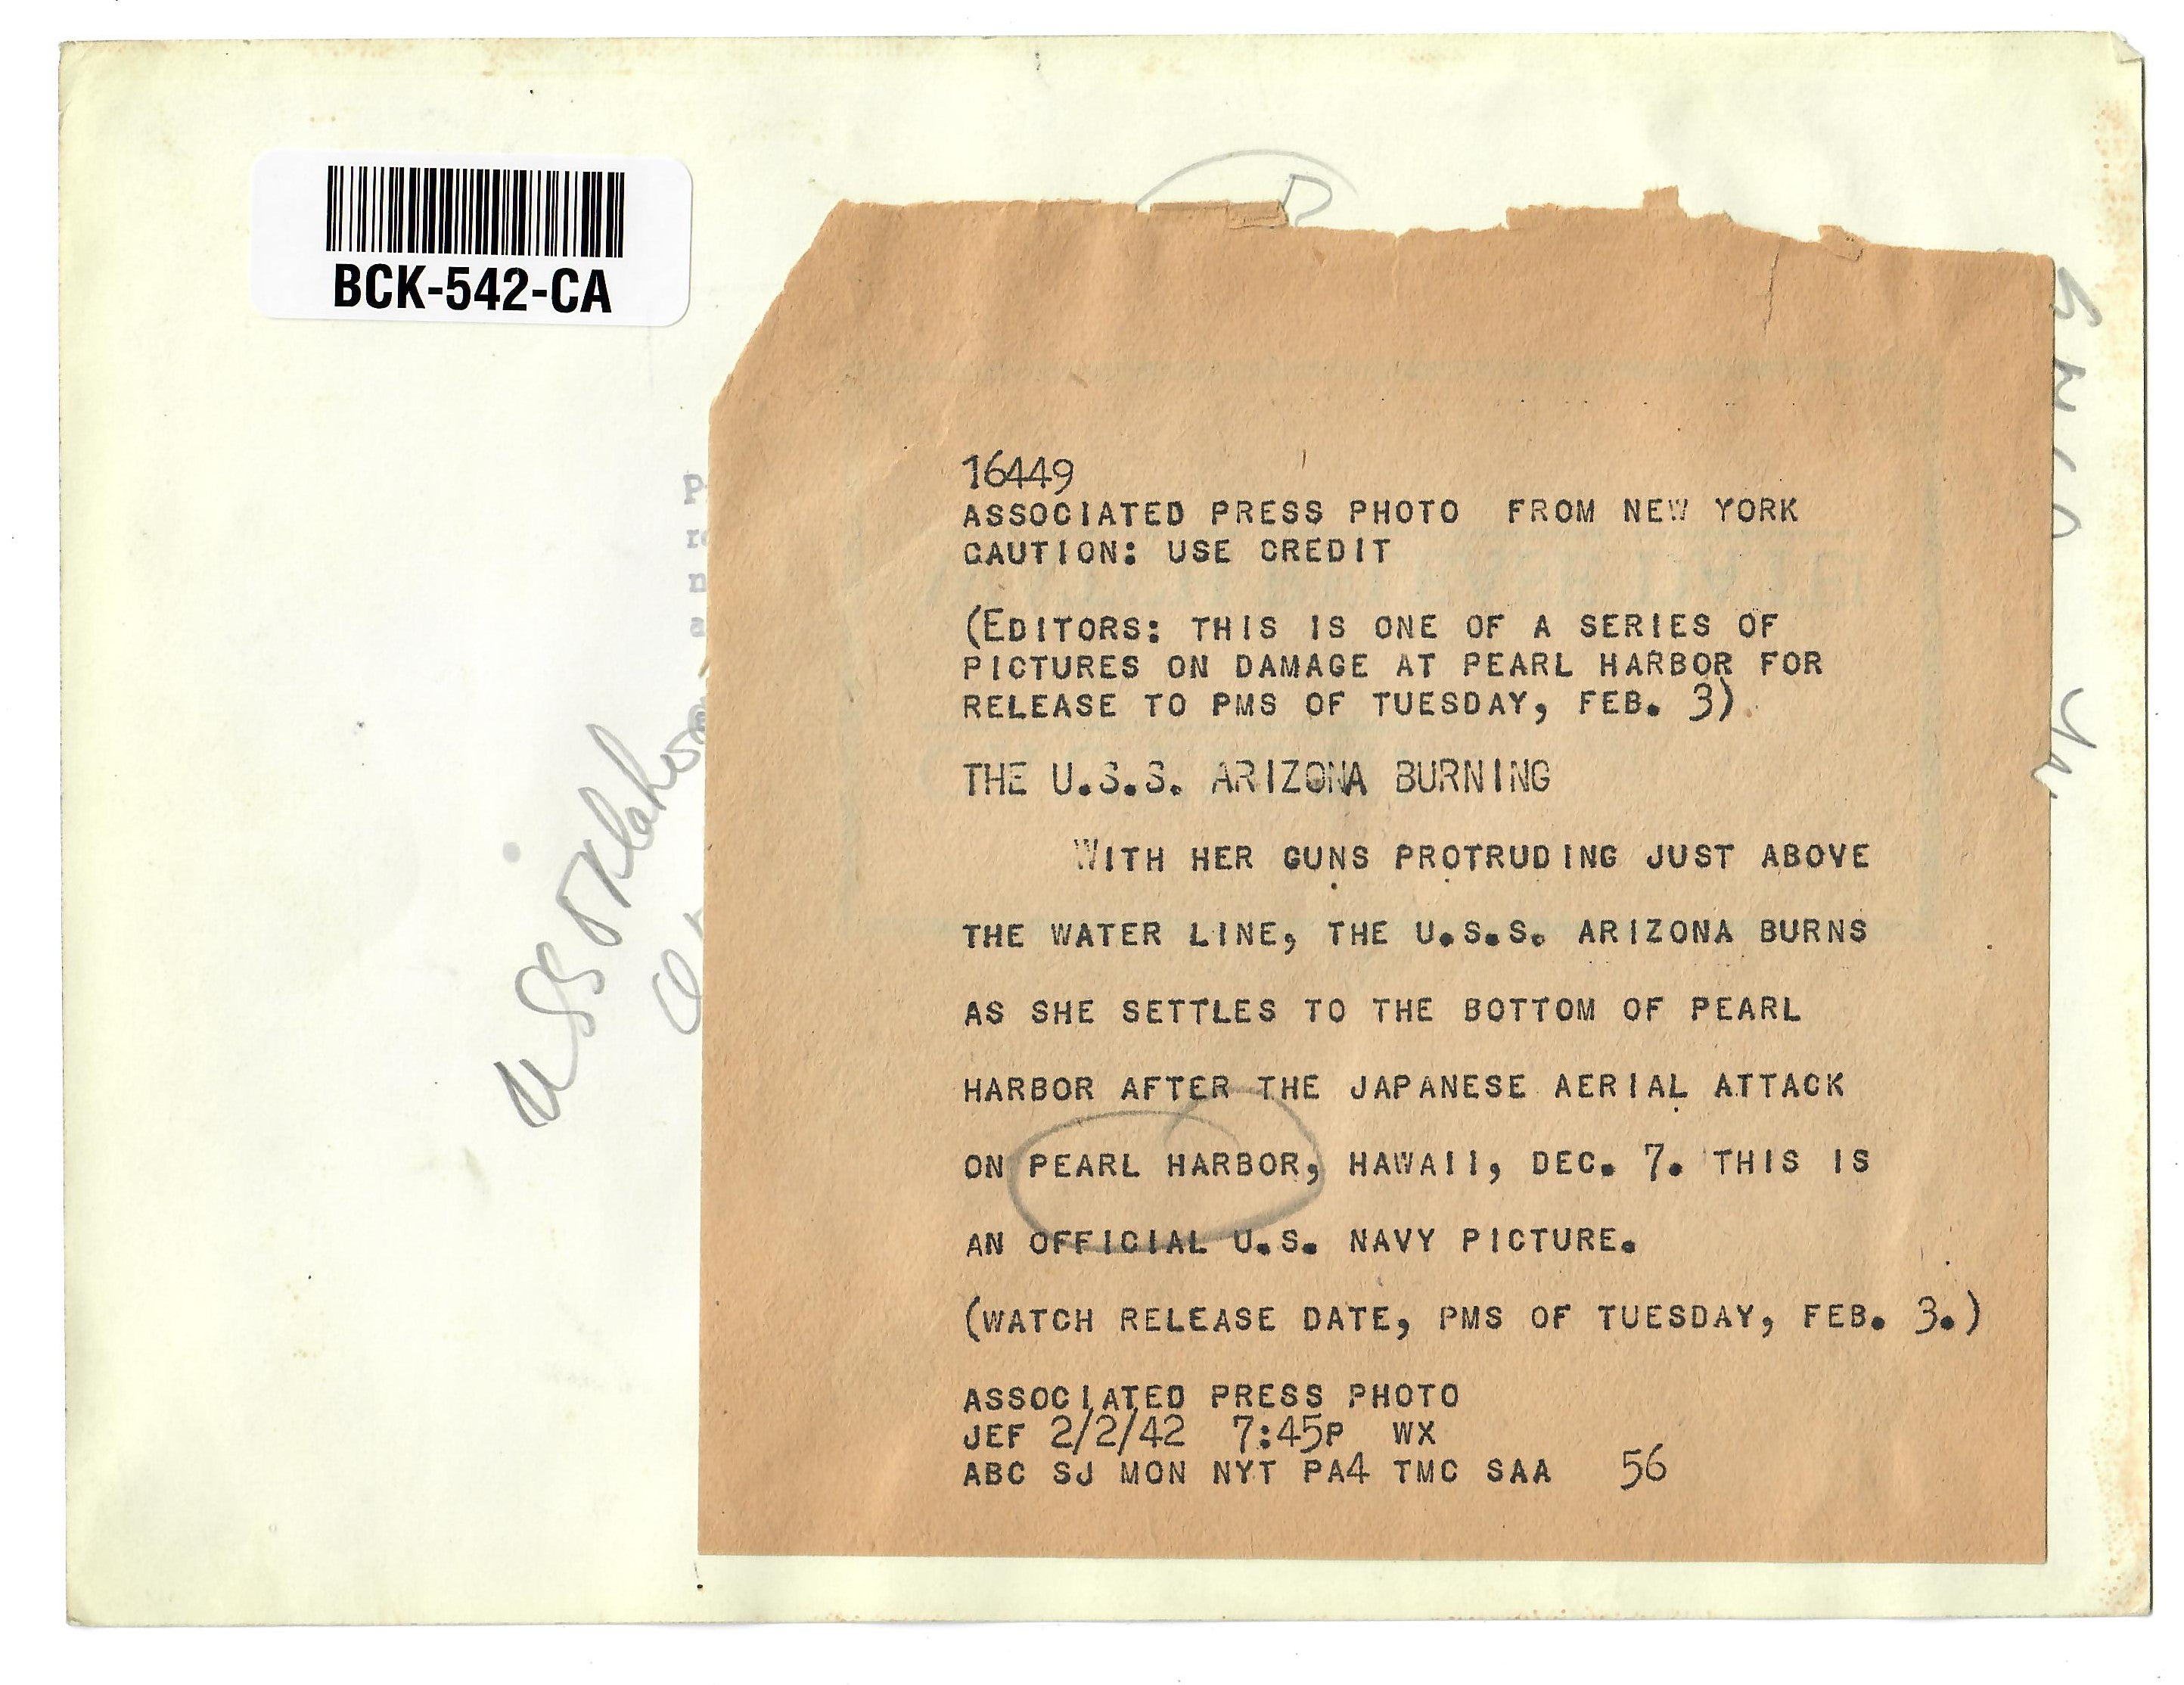 BCK-542-CA
16449
ASSOCIATED PRESS PHOTO FROM NEW YORK
CAUTION: USE CREDIT
(EDITORS: THIS IS ONE OF A SERIES OF
PICTURES ON DAMAGE AT PEARL HARBOR FOR
RELEASE TO PMS OF TUESDAY, FEB. 3)
THE U.S.S. ARIZONA BURNING
WITH HER GUNS PROTRUDING JUST ABOVE
THE WATER LINE, THE U.S.S. ARIZONA BURNS
AS SHE SETTLES TO THE BOTTOM OF PEARL
HARBOR AFTER THE JAPANESE AERIAL ATTACK
ON PEARL HARBOR, HAWAII, DEC. 7. THIS IS
AN OFFICIAL U.S. NAVY PICTURE.
(WATCH RELEASE DATE, PMS OF TUESDAY, FEB. 3.)
ASSOCIATED PRESS PHOTO
JEF 2/2/42 7:45P WX
ABC SJ MON NYT PA4 TMC SAA 56
USS Oklaho